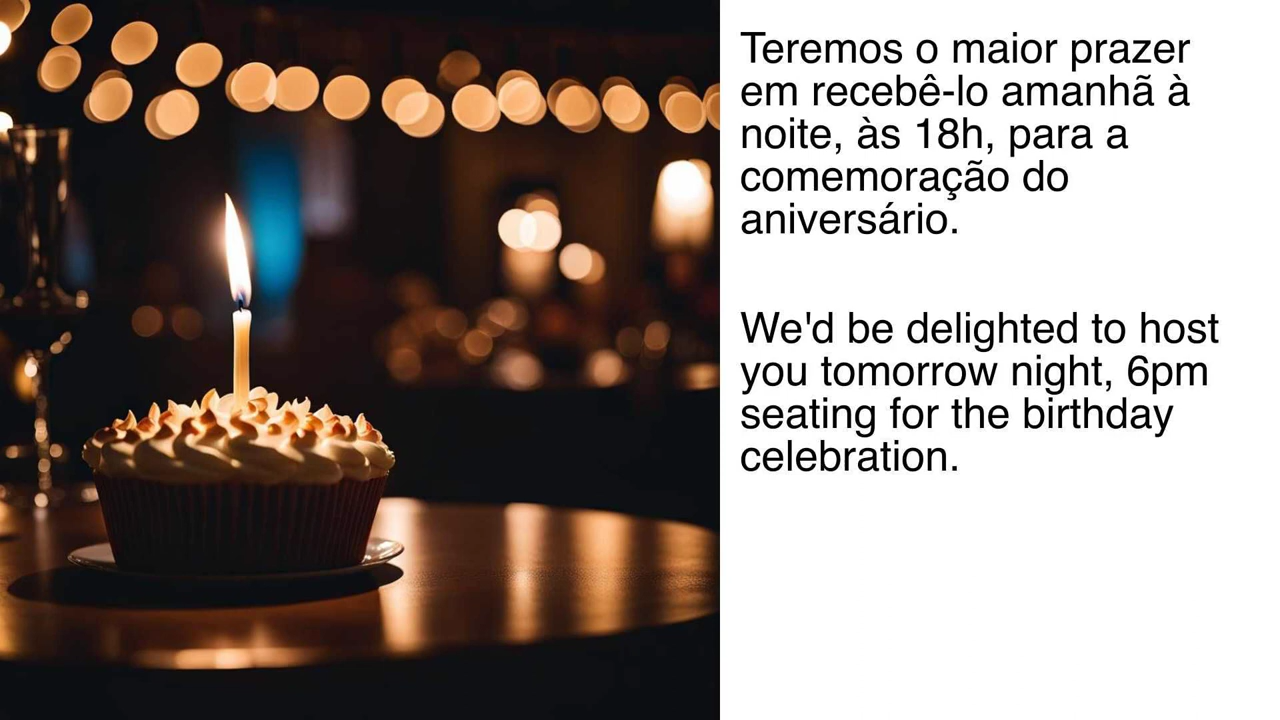 Teremos o maior prazer
em recebê-lo amanhã à
noite, às 18h, para a
comemoração do
aniversário.
We'd be delighted to host
you tomorrow night, 6pm
seating for the birthday
celebration.